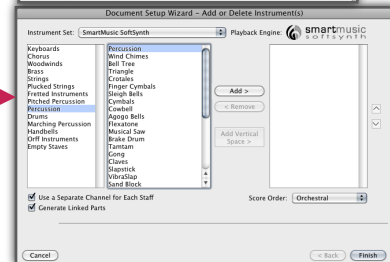 Document Setup Wizard – Add or Delete Instrument(s)
Instrument Set: SmartMusic SoftSynth Playback Engine: smartmusic
softsynth
Keyboards
Chorus
Woodwinds
Brass
Strings
Plucked Strings
Fretted Instruments
Pitched Percussion
Percussion
Drums
Marching Percussion
Handbells
Orff Instruments
Empty Staves
Percussion
Wind Chimes
Bell Tree
Triangle
Crotales
Finger Cymbals
Sleigh Bells
Cymbals
Cowbell
Agogo Bells
Flexatone
Musical Saw
Brake Drum
Tamtam
Gong
Claves
Slapstick
VibraSlap
Sand Block
Add >
< Remove
Add Vertical
Space >
Use a Separate Channel for Each Staff
Generate Linked Parts
Score Order: Orchestral
Cancel < Back Finish